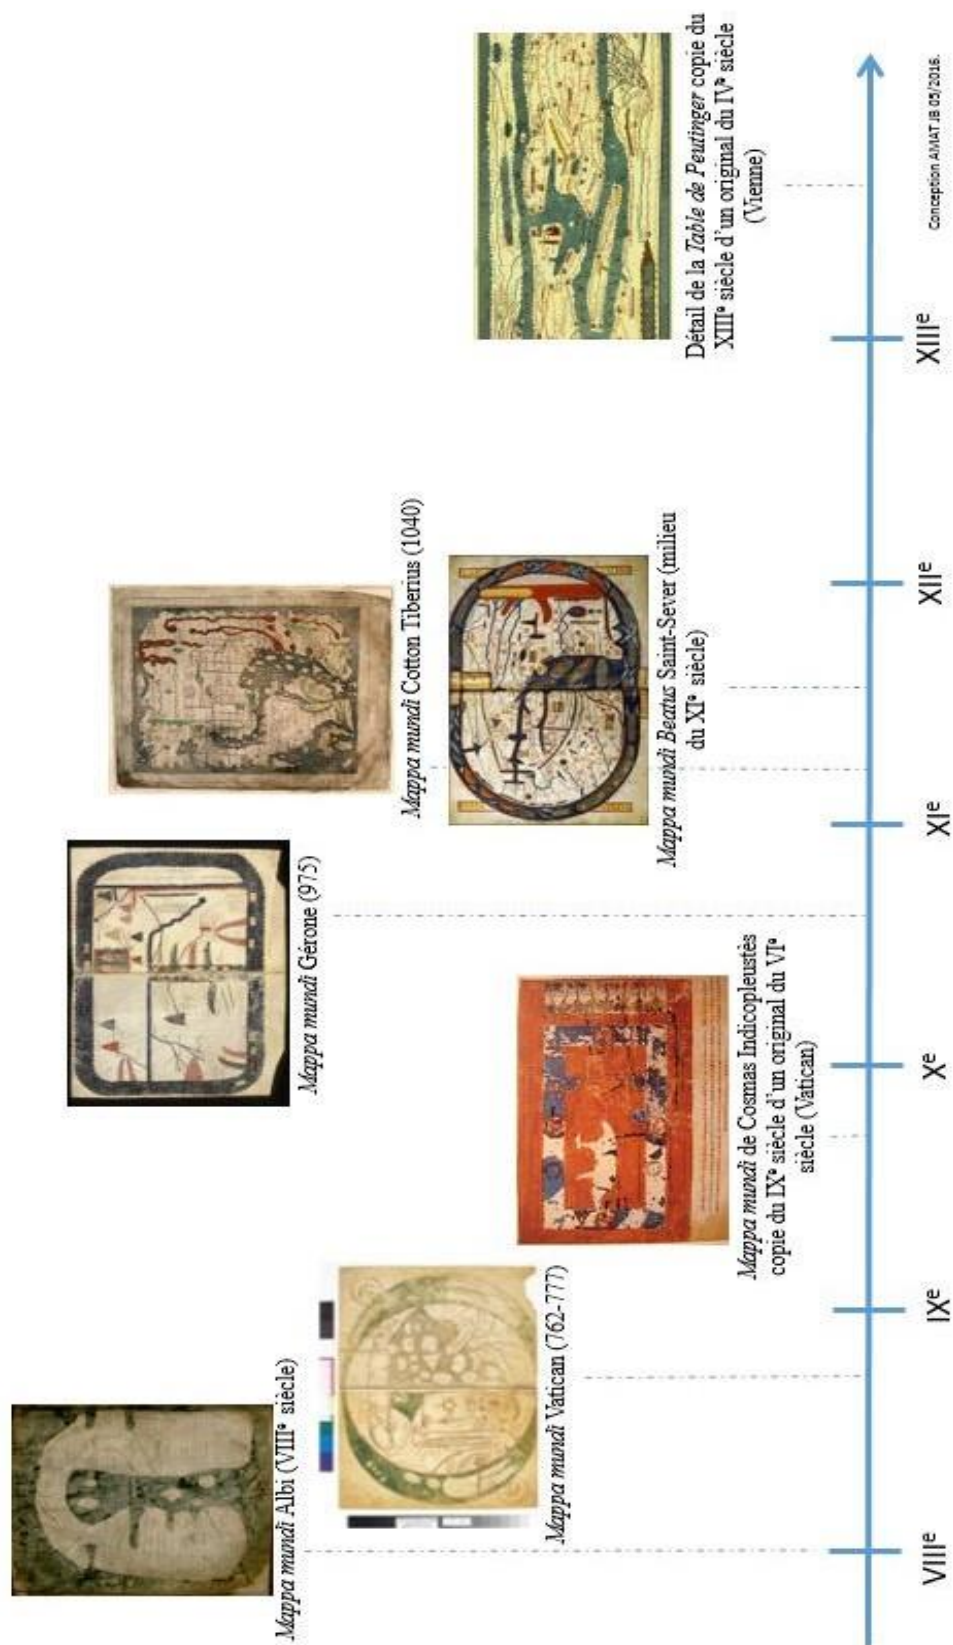 Mappa mundi Albi (VIIIᵉ siècle)
Mappa mundi Vatican (762-777)
Mappa mundi de Cosmas Indicopleustès
copie du IXᵉ siècle d'un original du VIᵉ
siècle (Vatican)
Mappa mundi Gérone (975)
Mappa mundi Cotton Tiberius (1040)
Mappa mundi Beatus Saint-Sever (milieu
du XIᵉ siècle)
Détail de la Table de Peutinger copie du
XIIIᵉ siècle d'un original du IVᵉ siècle
(Vienne)
VIIIᵉ
IXᵉ
Xᵉ
XIᵉ
XIIᵉ
XIIIᵉ
Conception AMAT JB 05/2016.